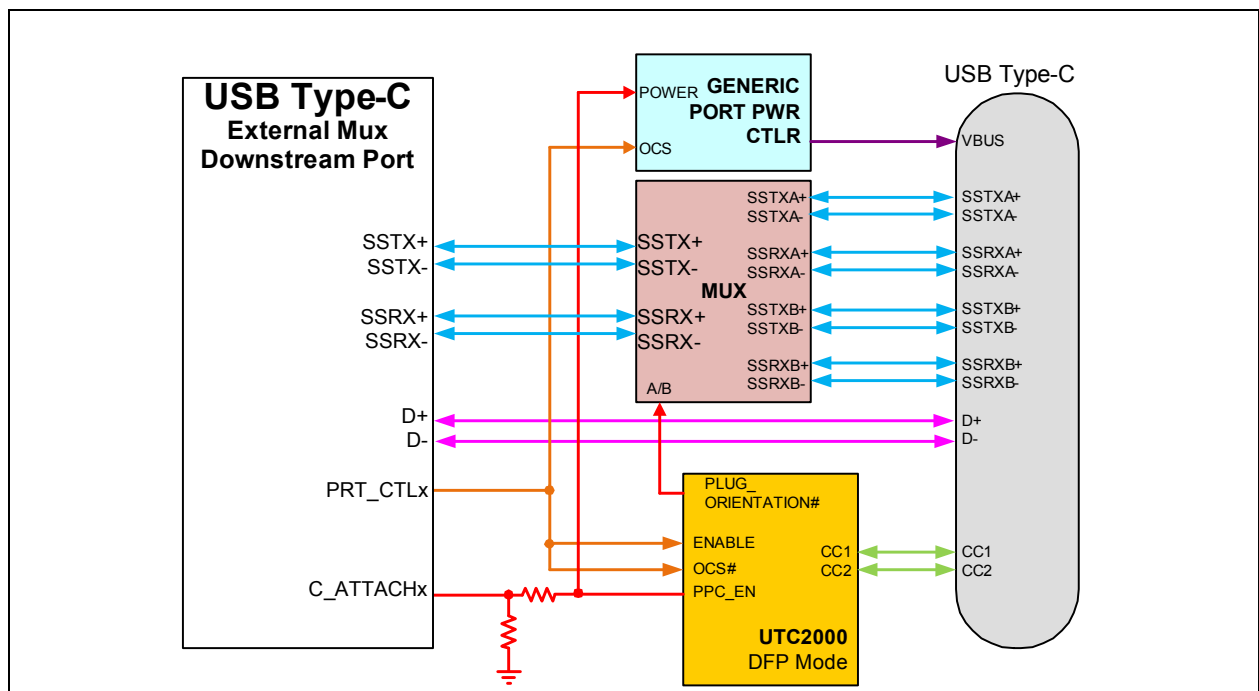 USB Type-C
External Mux
Downstream Port
SSTX+
SSTX-
SSRX+
SSRX-
D+
D-
PRT_CTLx
C_ATTACHx
POWER
GENERIC
PORT PWR
CTLR
OCS
SSTX+
SSTX-
SSRX+
SSRX-
MUX
A/B
SSTXA+
SSTXA-
SSRXA+
SSRXA-
SSTXB+
SSTXB-
SSRXB+
SSRXB-
PLUG_
ORIENTATION#
ENABLE
OCS#
PPC_EN
CC1
CC2
UTC2000
DFP Mode
USB Type-C
VBUS
SSTXA+
SSTXA-
SSRXA+
SSRXA-
SSTXB+
SSTXB-
SSRXB+
SSRXB-
D+
D-
CC1
CC2